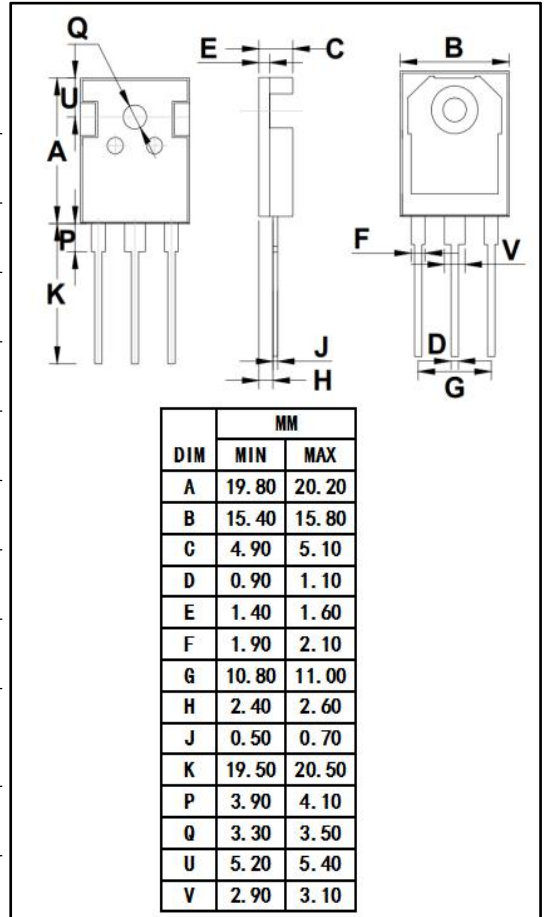 Q
E
C
B
U
A
P
F
V
K
J
D
H
G
MM
DIM MIN MAX
A 19.80 20.20
B 15.40 15.80
C 4.90 5.10
D 0.90 1.10
E 1.40 1.60
F 1.90 2.10
G 10.80 11.00
H 2.40 2.60
J 0.50 0.70
K 19.50 20.50
P 3.90 4.10
Q 3.30 3.50
U 5.20 5.40
V 2.90 3.10